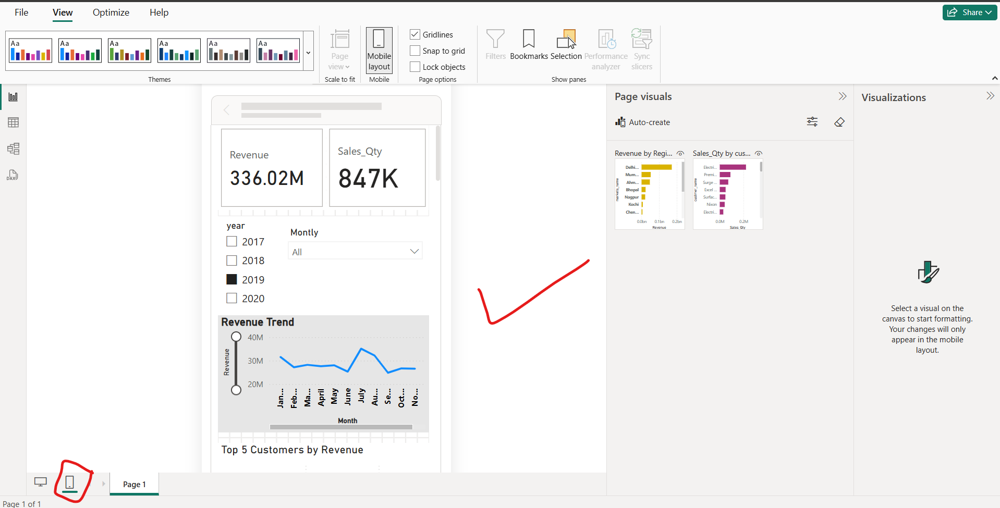 File View Optimize Help
Share
Aa Aa Aa Aa Aa Aa
Themes
Page view
Scale to fit
Mobile layout
Mobile
Gridlines
Snap to grid
Lock objects
Page options
Filters Bookmarks Selection Performance analyzer Sync slicers
Show panes
DAX
Revenue
336.02M
Sales_Qty
847K
year
2017
2018
2019
2020
Montly
All
Revenue Trend
Revenue
40M
30M
20M
Jan... Feb... Ma... April May June July Au... Se... Oct... No...
Month
Top 5 Customers by Revenue
Page visuals
Auto-create
Revenue by Regi...
markets_name
Delhi...
Mum...
Ahm...
Bhopal
Nagpur
Kochi
Chen...
0.0bn 0.1bn 0.2bn
Revenue
Sales_Qty by cus...
custmer_name
Electri...
Premi...
Surge ...
Excel ...
Surfac...
Nixon
Electri...
0.0M 0.2M
Sales_Qty
Visualizations
Select a visual on the
canvas to start formatting.
Your changes will only
appear in the mobile
layout.
Page 1
Page 1 of 1